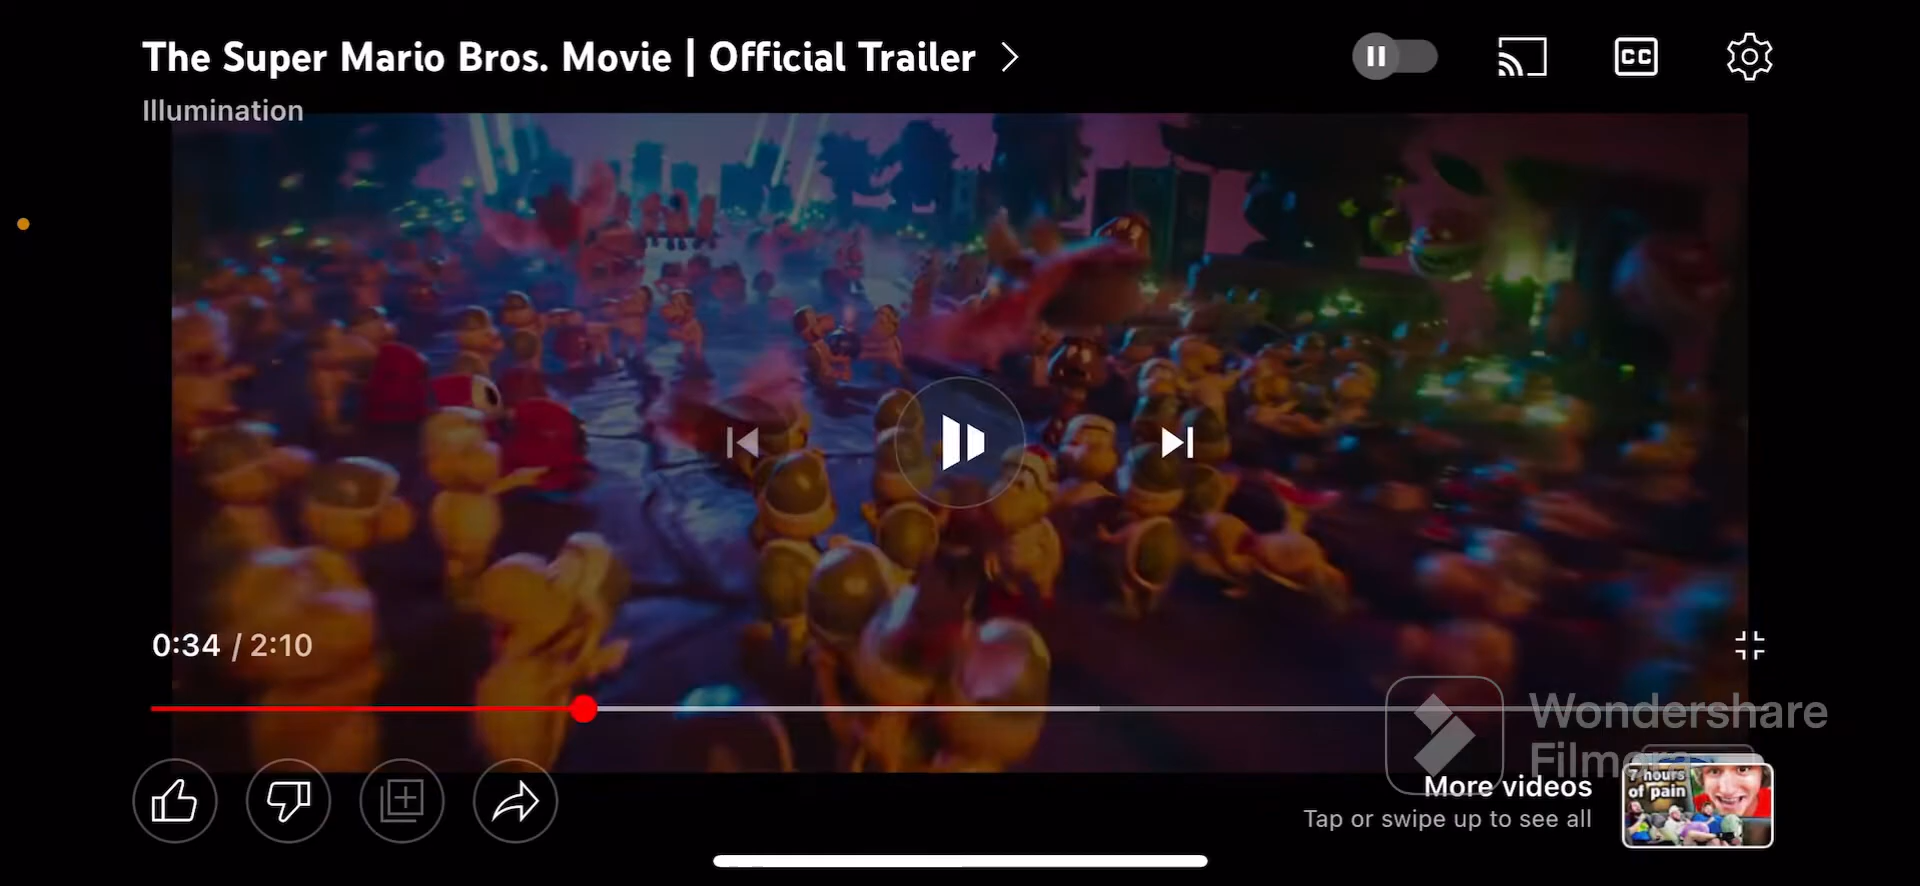 The Super Mario Bros. Movie | Official Trailer
CC
Illumination
0:34 / 2:10
Wondershare
Filmora
More videos
Tap or swipe up to see all
7 hours
of pain